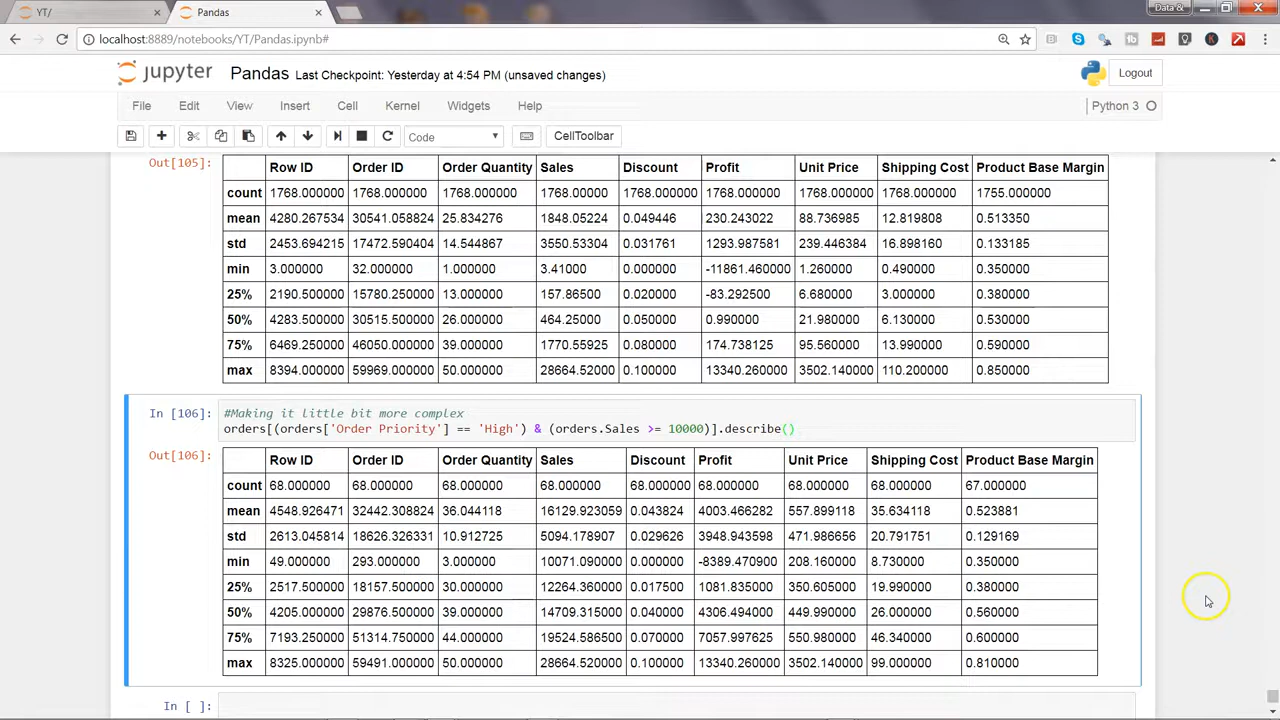 YT/ Pandas Data &
localhost:8889/notebooks/YT/Pandas.ipynb#
jupyter Pandas Last Checkpoint: Yesterday at 4:54 PM (unsaved changes) Logout
File Edit View Insert Cell Kernel Widgets Help Python 3
Code CellToolbar
Out[105]:
Row ID Order ID Order Quantity Sales Discount Profit Unit Price Shipping Cost Product Base Margin
count 1768.000000 1768.000000 1768.000000 1768.00000 1768.000000 1768.000000 1768.000000 1768.000000 1755.000000
mean 4280.267534 30541.058824 25.834276 1848.05224 0.049446 230.243022 88.736985 12.819808 0.513350
std 2453.694215 17472.590404 14.544867 3550.53304 0.031761 1293.987581 239.446384 16.898160 0.133185
min 3.000000 32.000000 1.000000 3.41000 0.000000 -11861.460000 1.260000 0.490000 0.350000
25% 2190.500000 15780.250000 13.000000 157.86500 0.020000 -83.292500 6.680000 3.000000 0.380000
50% 4283.500000 30515.500000 26.000000 464.25000 0.050000 0.990000 21.980000 6.130000 0.530000
75% 6469.250000 46050.000000 39.000000 1770.55925 0.080000 174.738125 95.560000 13.990000 0.590000
max 8394.000000 59969.000000 50.000000 28664.52000 0.100000 13340.260000 3502.140000 110.200000 0.850000
In [106]: #Making it little bit more complex
orders[(orders['Order Priority'] == 'High') & (orders.Sales >= 10000)].describe()
Out[106]:
Row ID Order ID Order Quantity Sales Discount Profit Unit Price Shipping Cost Product Base Margin
count 68.000000 68.000000 68.000000 68.000000 68.000000 68.000000 68.000000 68.000000 67.000000
mean 4548.926471 32442.308824 36.044118 16129.923059 0.043824 4003.466282 557.899118 35.634118 0.523881
std 2613.045814 18626.326331 10.912725 5094.178907 0.029626 3948.943598 471.986656 20.791751 0.129169
min 49.000000 293.000000 3.000000 10071.090000 0.000000 -8389.470900 208.160000 8.730000 0.350000
25% 2517.500000 18157.500000 30.000000 12264.360000 0.017500 1081.835000 350.605000 19.990000 0.380000
50% 4205.000000 29876.500000 39.000000 14709.315000 0.040000 4306.494000 449.990000 26.000000 0.560000
75% 7193.250000 51314.750000 44.000000 19524.586500 0.070000 7057.997625 550.980000 46.340000 0.600000
max 8325.000000 59491.000000 50.000000 28664.520000 0.100000 13340.260000 3502.140000 99.000000 0.810000
In [ ]: